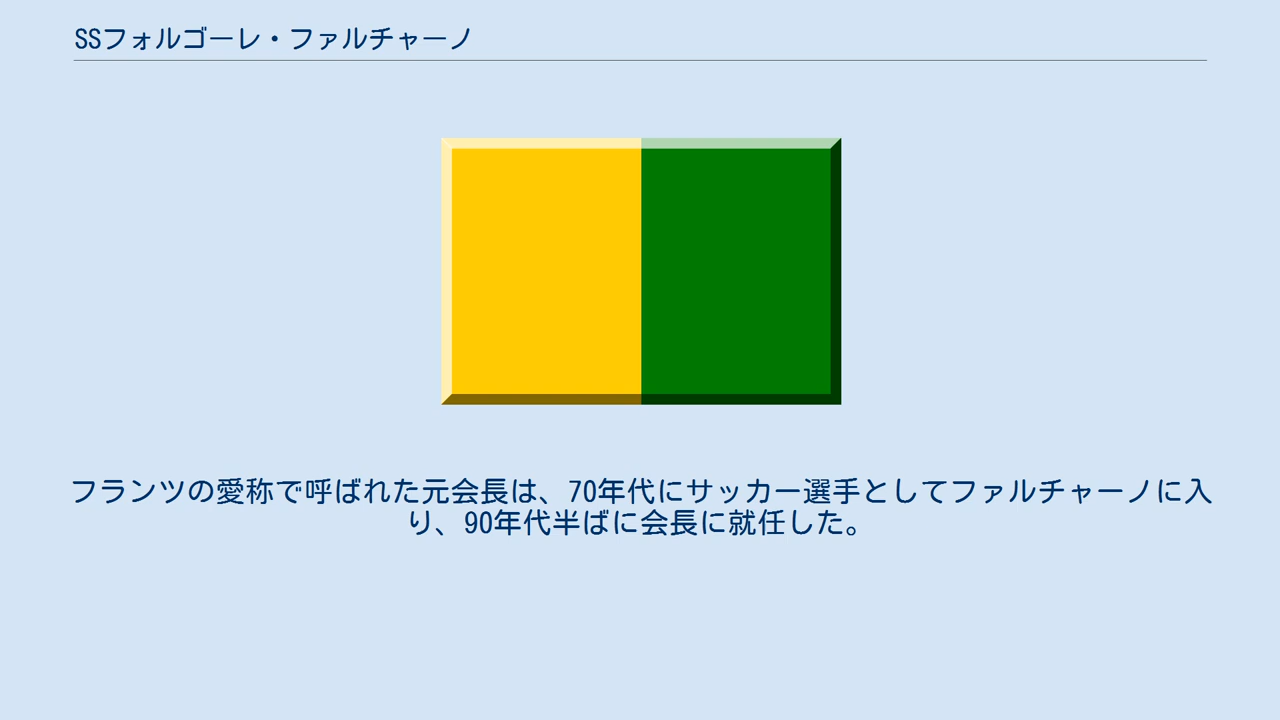 SSフォルゴーレ・ファルチャーノ
フランツの愛称で呼ばれた元会長は、70年代にサッカー選手としてファルチャーノに入
り、90年代半ばに会長に就任した。